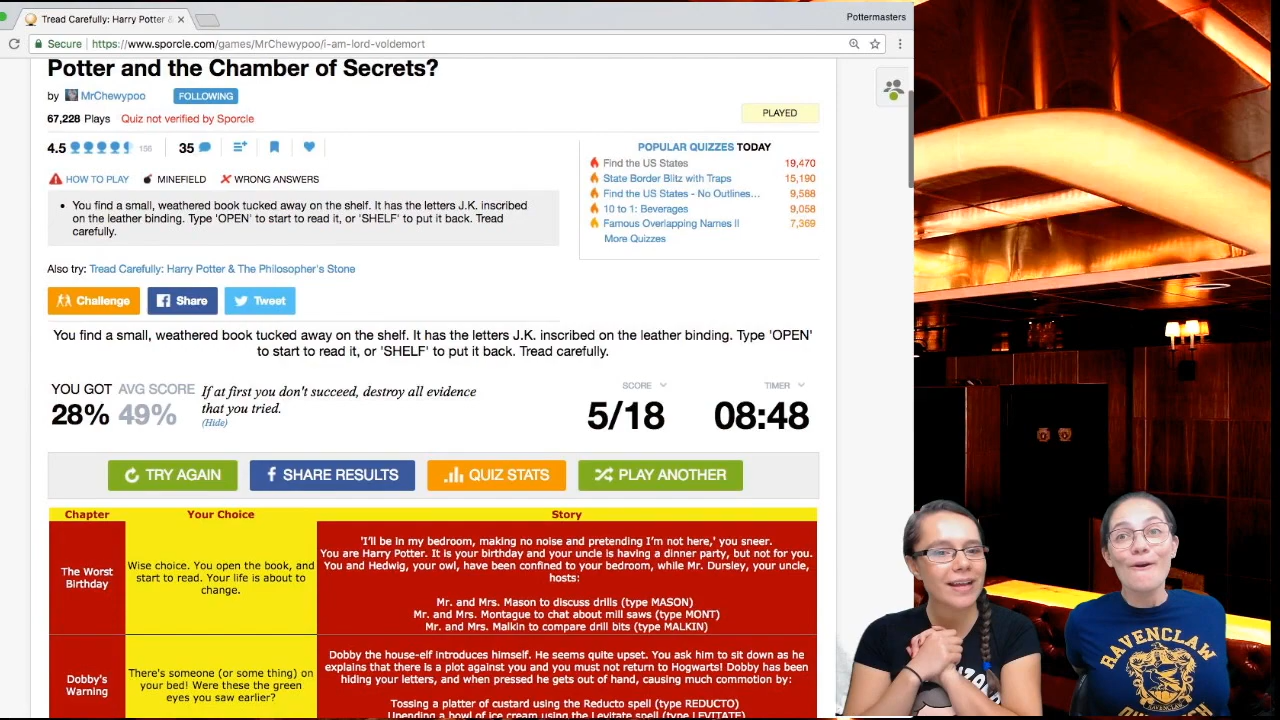 Tread Carefully: Harry Potter &
Pottermasters
Secure https://www.sporcle.com/games/MrChewypoo/i-am-lord-voldemort
Potter and the Chamber of Secrets?
by MrChewypoo FOLLOWING
67,228 Plays Quiz not verified by Sporcle
PLAYED
4.5 156 35
HOW TO PLAY MINEFIELD WRONG ANSWERS
You find a small, weathered book tucked away on the shelf. It has the letters J.K. inscribed
on the leather binding. Type 'OPEN' to start to read it, or 'SHELF' to put it back. Tread
carefully.
POPULAR QUIZZES TODAY
Find the US States 19,470
State Border Blitz with Traps 15,190
Find the US States - No Outlines... 9,588
10 to 1: Beverages 9,058
Famous Overlapping Names II 7,369
More Quizzes
Also try: Tread Carefully: Harry Potter & The Philosopher's Stone
Challenge Share Tweet
You find a small, weathered book tucked away on the shelf. It has the letters J.K. inscribed on the leather binding. Type 'OPEN'
to start to read it, or 'SHELF' to put it back. Tread carefully.
YOU GOT AVG SCORE
28% 49%
If at first you don't succeed, destroy all evidence
that you tried.
(Hide)
SCORE TIMER
5/18 08:48
TRY AGAIN SHARE RESULTS QUIZ STATS PLAY ANOTHER
Chapter Your Choice Story
The Worst
Birthday
Wise choice. You open the book, and
start to read. Your life is about to
change.
'I'll be in my bedroom, making no noise and pretending I'm not here,' you sneer.
You are Harry Potter. It is your birthday and your uncle is having a dinner party, but not for you.
You and Hedwig, your owl, have been confined to your bedroom, while Mr. Dursley, your uncle,
hosts:
Mr. and Mrs. Mason to discuss drills (type MASON)
Mr. and Mrs. Montague to chat about mill saws (type MONT)
Mr. and Mrs. Malkin to compare drill bits (type MALKIN)
Dobby's
Warning
There's someone (or some thing) on
your bed! Were these the green
eyes you saw earlier?
Dobby the house-elf introduces himself. He seems quite upset. You ask him to sit down as he
explains that there is a plot against you and you must not return to Hogwarts! Dobby has been
hiding your letters, and when pressed he gets out of hand, causing much commotion by:
Tossing a platter of custard using the Reducto spell (type REDUCTO)
Upending a bowl of ice cream using the Levitate spell (type LEVITATE)
RAVENCLAW